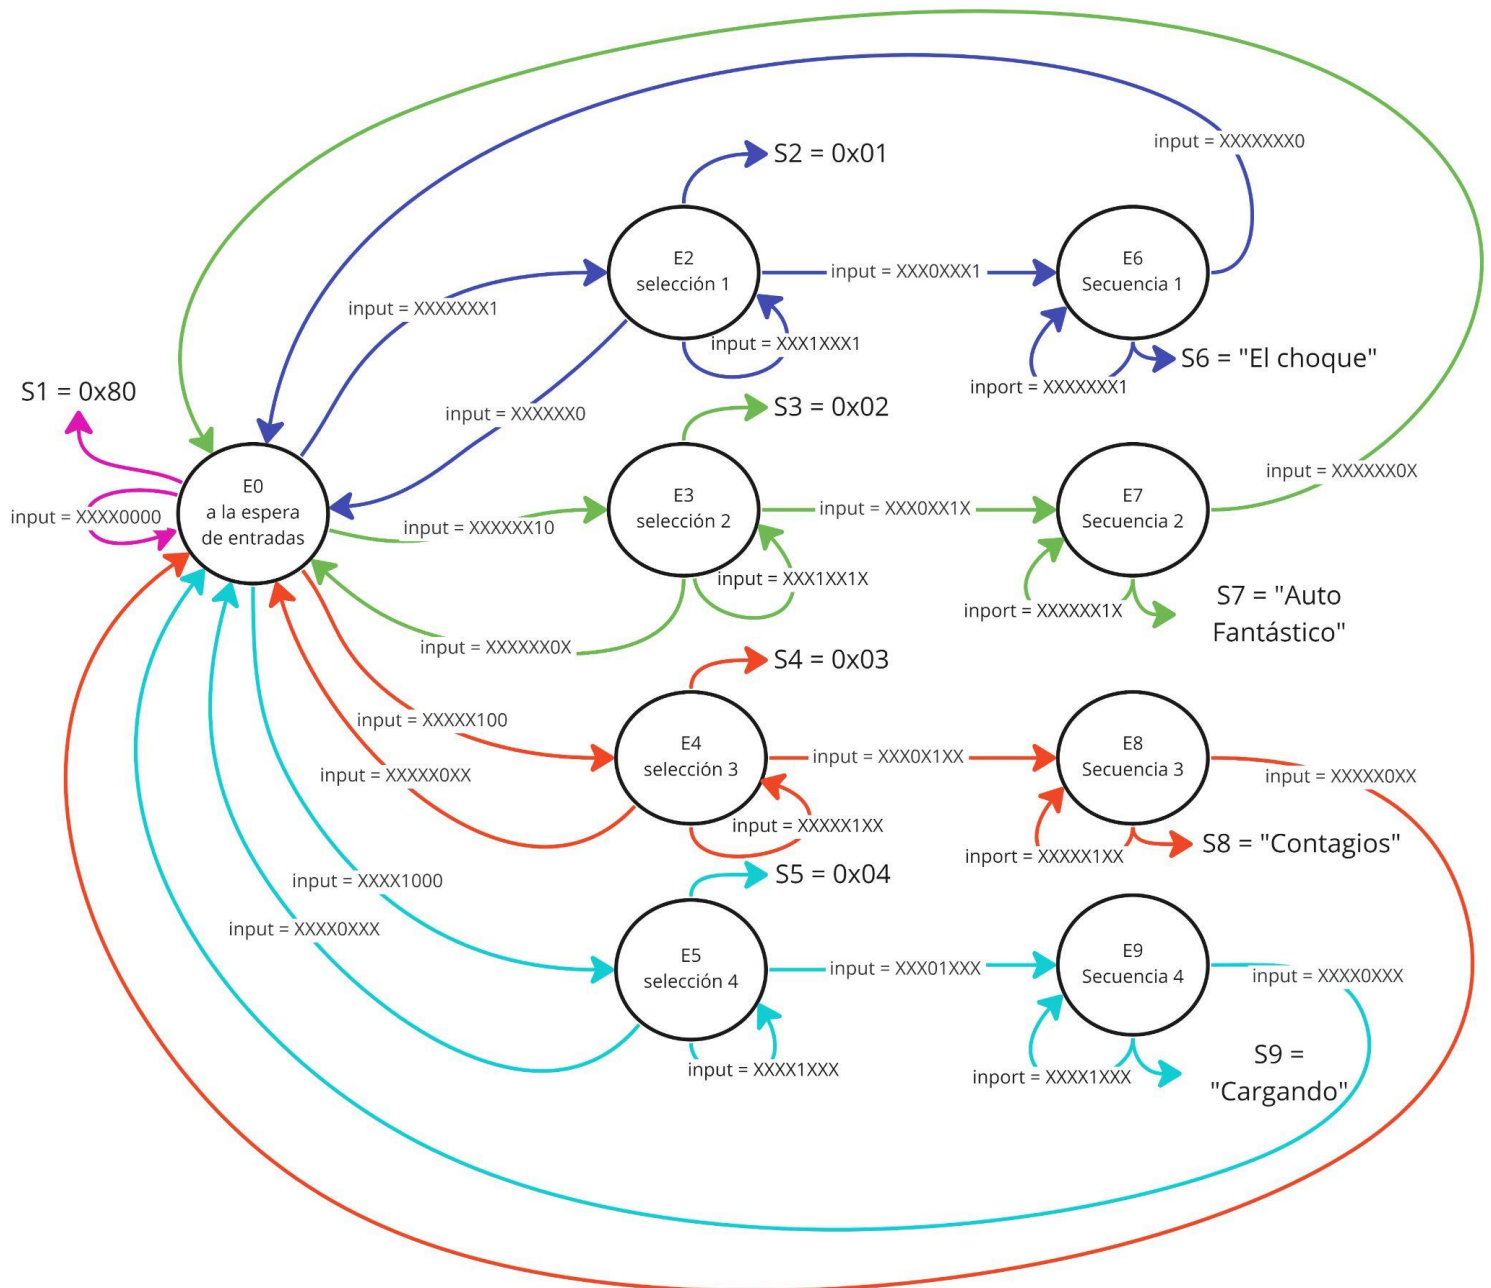 input = XXXXXXX0
S2 = 0x01
E2
selección 1
input = XXX0XXX1
E6
Secuencia 1
input = XXXXXXX1
input = XXX1XXX1
S6 = "El choque"
inport = XXXXXXX1
S1 = 0x80
input = XXXXXX0
S3 = 0x02
E0
a la espera
de entradas
input = XXXX0000
input = XXXXXX10
E3
selección 2
input = XXX0XX1X
E7
Secuencia 2
input = XXXXXX0X
input = XXX1XX1X
inport = XXXXXX1X
S7 = "Auto
Fantástico"
input = XXXXXX0X
S4 = 0x03
input = XXXXX100
E4
selección 3
input = XXX0X1XX
E8
Secuencia 3
input = XXXXX0XX
input = XXXXX0XX
input = XXXXX1XX
inport = XXXXX1XX
S8 = "Contagios"
S5 = 0x04
input = XXXX1000
input = XXXX0XXX
E5
selección 4
input = XXX01XXX
E9
Secuencia 4
input = XXXX0XXX
input = XXXX1XXX
inport = XXXX1XXX
S9 =
"Cargando"